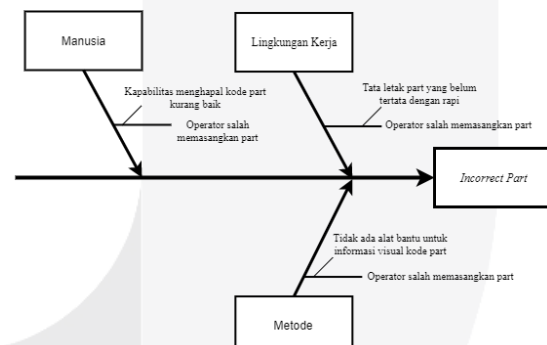 Manusia
Lingkungan Kerja
Kapabilitas menghapal kode part
kurang baik
Operator salah
memasangkan part
Tata letak part yang belum
tertata dengan rapi
Operator salah memasangkan part
Incorrect Part
Tidak ada alat bantu untuk
informasi visual kode part
Operator salah memasangkan part
Metode